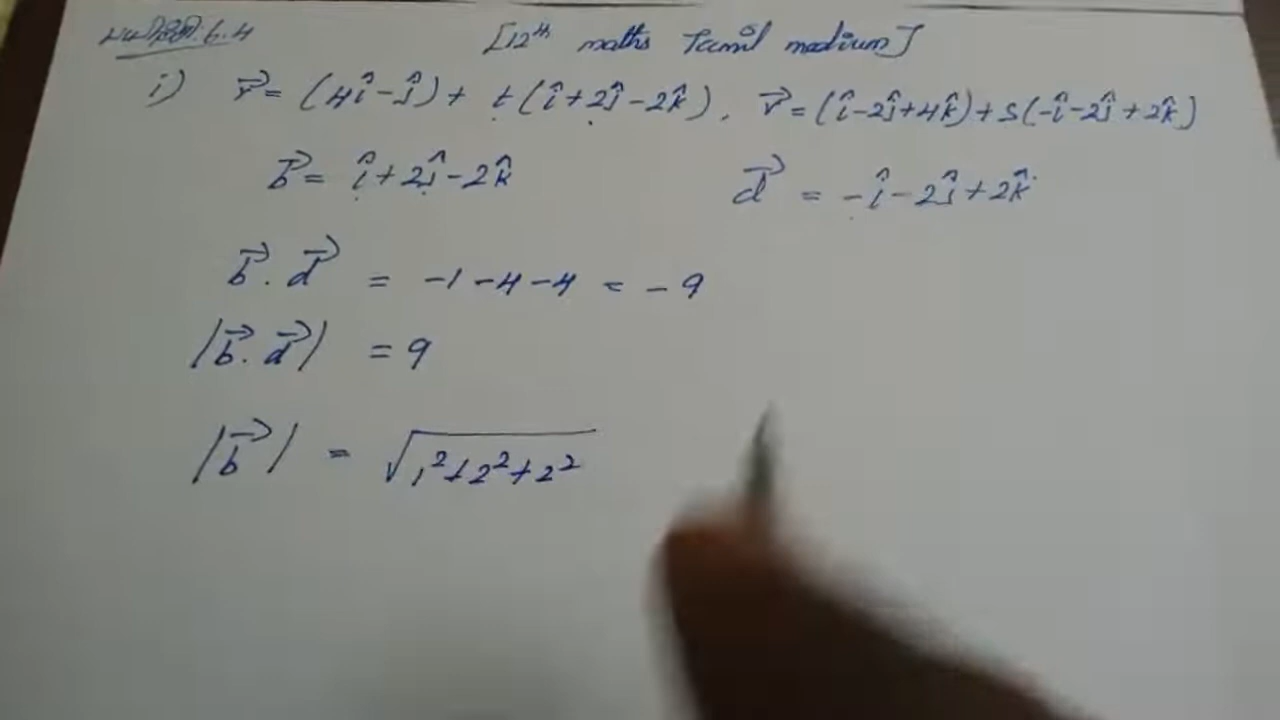 பயிற்சி 6.4 [12th maths Tamil medium]
i) r⃗ = (4î-ĵ) + t(î+2ĵ-2k̂), r⃗ = (î-2ĵ+4k̂)+s(-î-2ĵ+2k̂)
b⃗ = î+2ĵ-2k̂ d⃗ = -î-2ĵ+2k̂
b⃗ . d⃗ = -1-4-4 = -9
|b⃗ . d⃗| = 9
|b⃗| = √(1²+2²+2²)